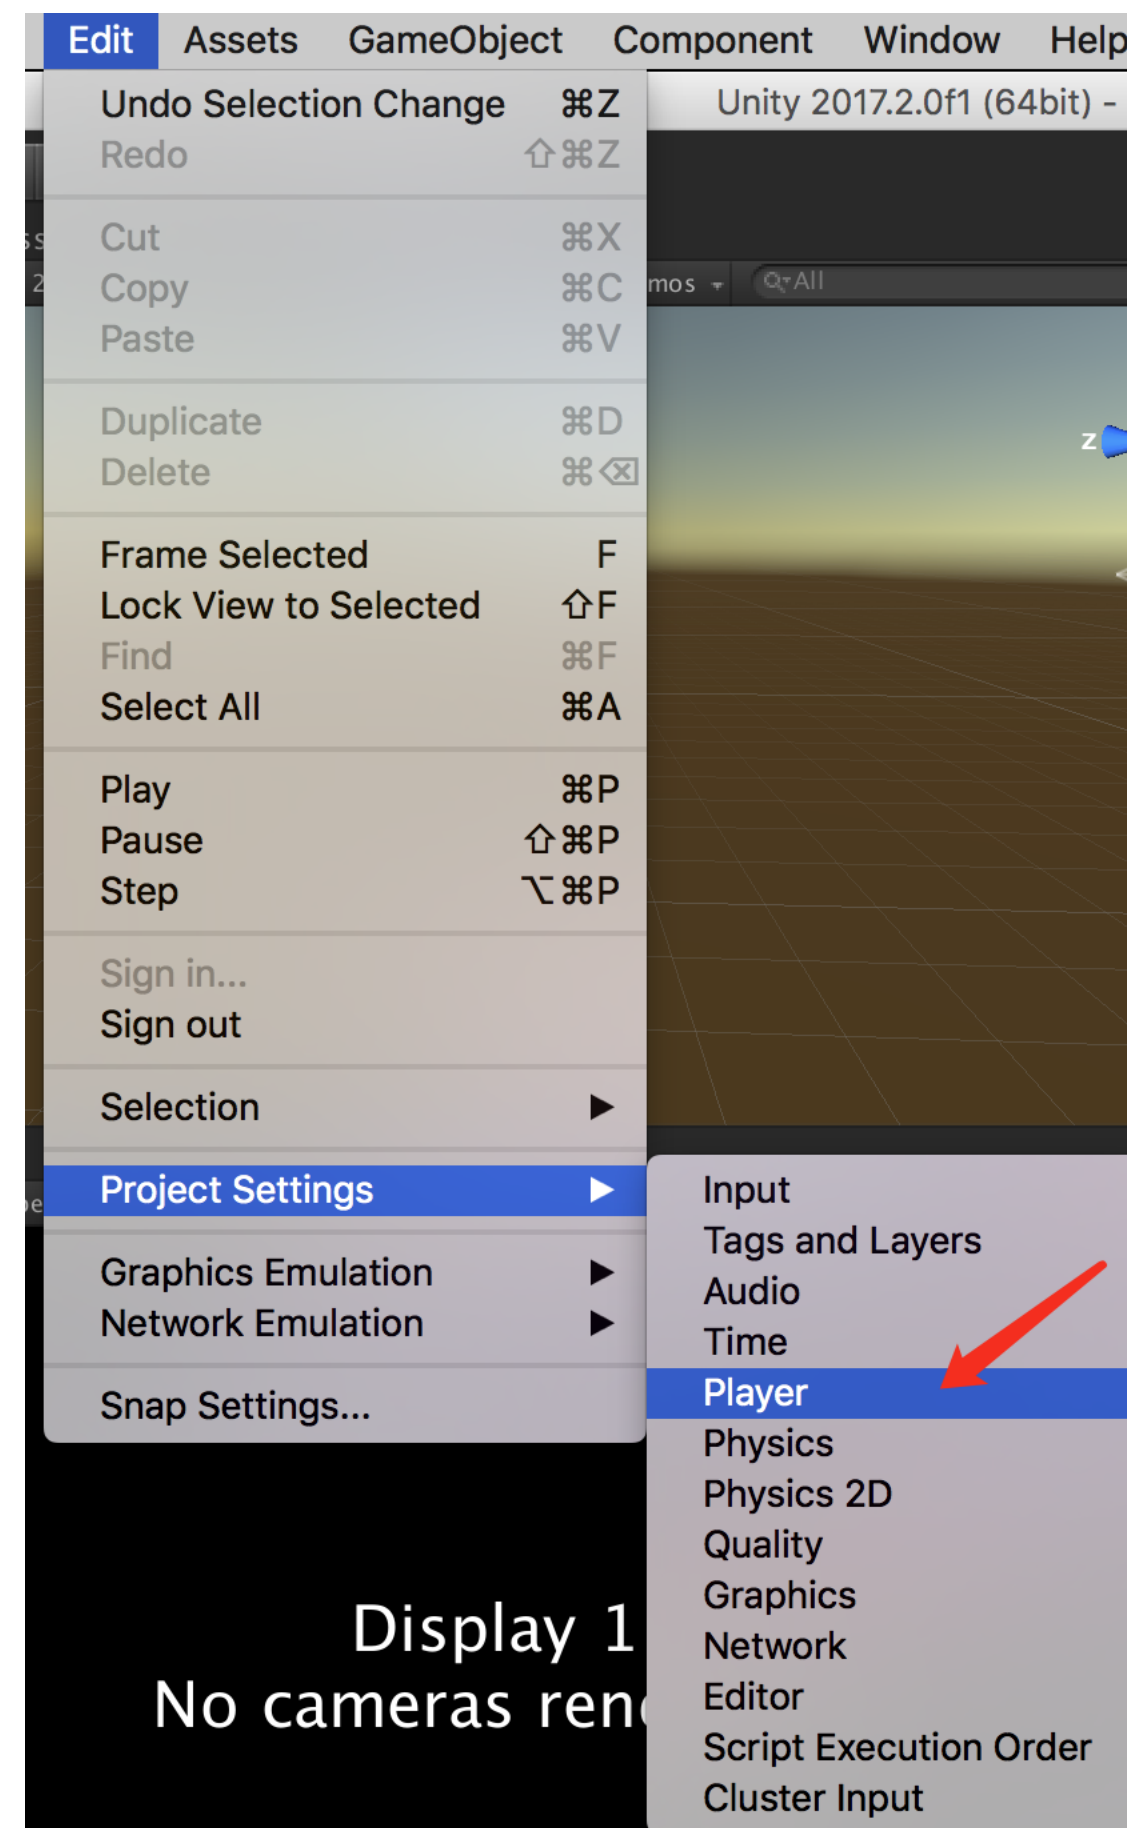 Edit Assets GameObject Component Window Help
Undo Selection Change ⌘Z
Unity 2017.2.0f1 (64bit) -
Redo ⇧⌘Z
Cut ⌘X
Copy ⌘C
mos
All
Paste ⌘V
Duplicate ⌘D
Delete ⌘⌫
z
Frame Selected F
Lock View to Selected ⇧F
Find ⌘F
Select All ⌘A
Play ⌘P
Pause ⇧⌘P
Step ⌥⌘P
Sign in...
Sign out
Selection ▶
Project Settings ▶
Graphics Emulation ▶
Network Emulation ▶
Snap Settings...
Input
Tags and Layers
Audio
Time
Player
Physics
Physics 2D
Quality
Graphics
Network
Editor
Script Execution Order
Cluster Input
Display 1
No cameras ren